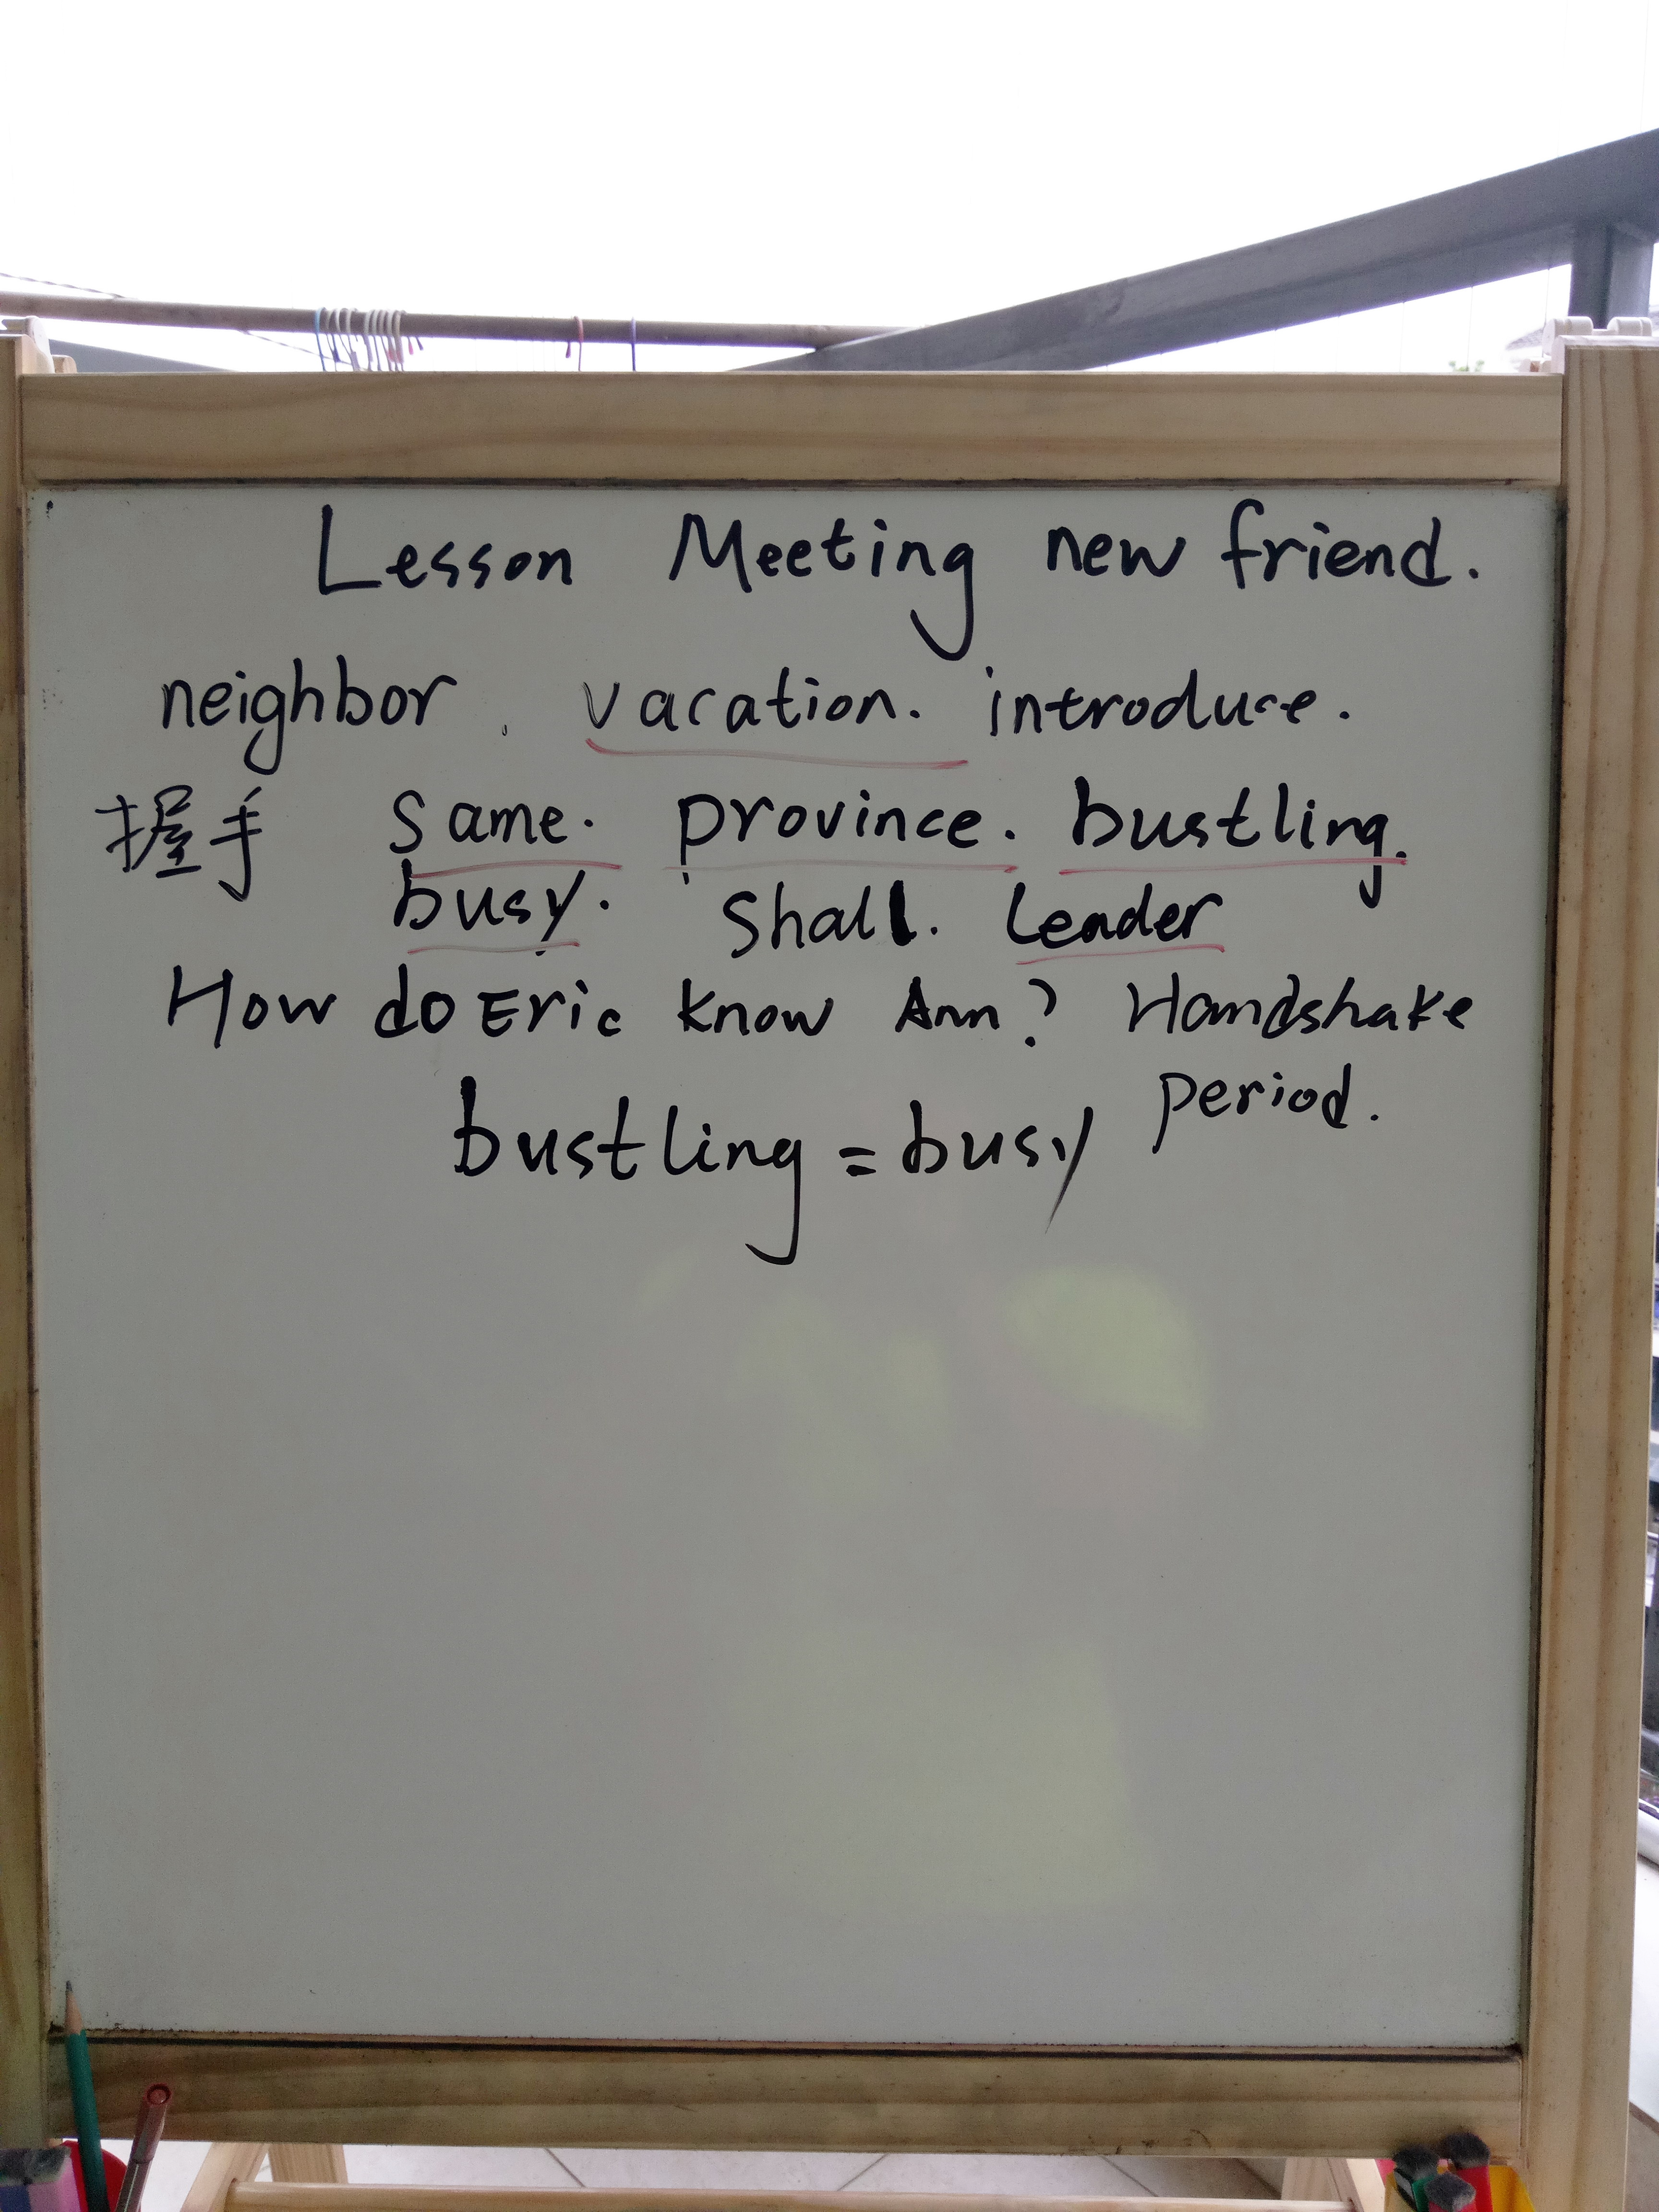 Lesson Meeting new friend.
neighbor. vacation. introduce.
握手 same. province. bustling.
busy. shall. leader
How do Eric know Ann? Handshake
period.
bustling = busy